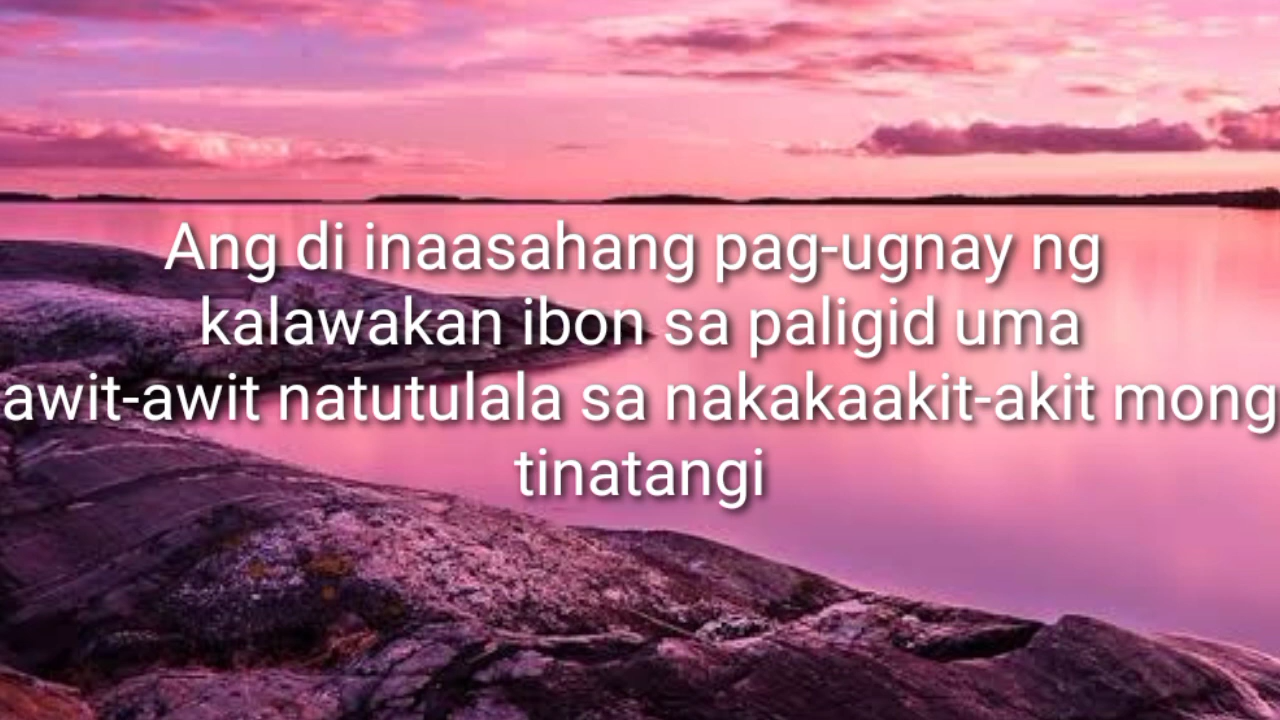 Ang di inaasahang pag-ugnay ng
kalawakan ibon sa paligid uma
awit-awit natutulala sa nakakaakit-akit mong
tinatangi